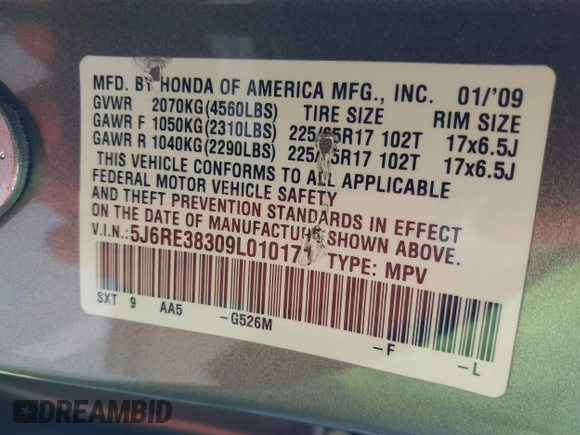 MFD. BY HONDA OF AMERICA MFG., INC. 01/'09
GVWR 2070KG(4560LBS) TIRE SIZE RIM SIZE
GAWR F 1050KG(2310LBS) 225/65R17 102T 17x6.5J
GAWR R 1040KG(2290LBS) 17x6.5J
THIS VEHICLE CONFORMS TO ALL APPLICABLE
FEDERAL MOTOR VEHICLE SAFETY
AND THEFT PREVENTION STANDARDS IN EFFECT
ON THE DATE OF MANUFACTURE SHOWN ABOVE.
V.I.N.: TYPE: MPV
SXT 9 AA5 -G526M -F -L
DREAMBID